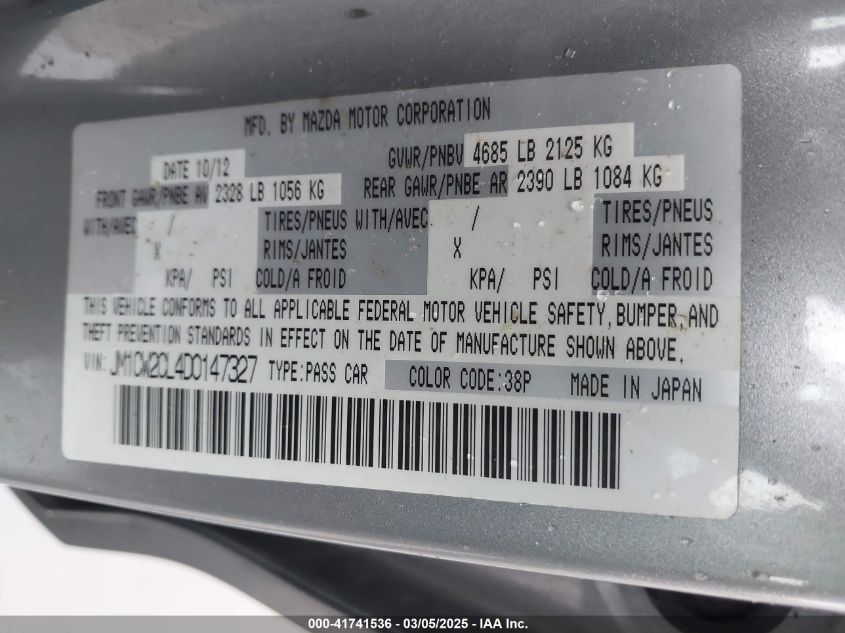 MFD. BY MAZDA MOTOR CORPORATION
DATE 10/12 GVWR/PNBV 4685 LB 2125 KG
FRONT GAWR/PNBE AV 2328 LB 1056 KG REAR GAWR/PNBE AR 2390 LB 1084 KG
WITH/AVEC / TIRES/PNEUS WITH/AVEC / TIRES/PNEUS
X RIMS/JANTES X RIMS/JANTES
KPA/ PSI COLD/A FROID KPA/ PSI COLD/A FROID
THIS VEHICLE CONFORMS TO ALL APPLICABLE FEDERAL MOTOR VEHICLE SAFETY, BUMPER, AND
THEFT PREVENTION STANDARDS IN EFFECT ON THE DATE OF MANUFACTURE SHOWN ABOVE.
VIN: JM1CW2CL4D0147327 TYPE: PASS CAR COLOR CODE: 38P MADE IN JAPAN
000-41741536 - 03/05/2025 - IAA Inc.